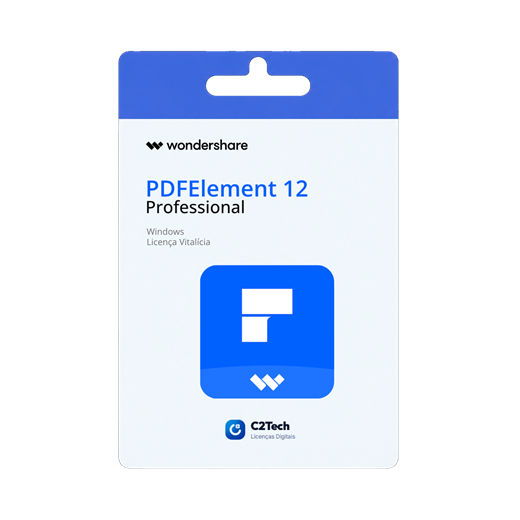 wondershare
PDFElement 12
Professional
Windows
Licença Vitalícia
C2Tech
Licenças Digitais